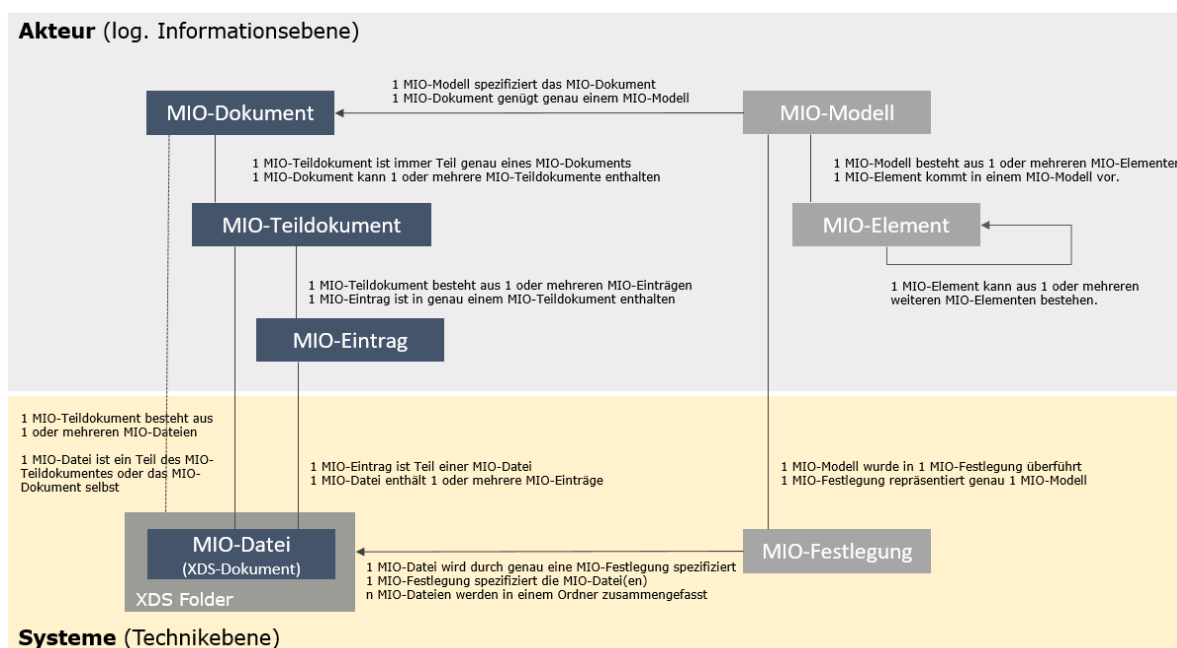 Akteur (log. Informationsebene)
1 MIO-Modell spezifiziert das MIO-Dokument
1 MIO-Dokument genügt genau einem MIO-Modell
MIO-Dokument
MIO-Modell
1 MIO-Teildokument ist immer Teil genau eines MIO-Dokuments
1 MIO-Dokument kann 1 oder mehrere MIO-Teildokumente enthalten
1 MIO-Modell besteht aus 1 oder mehreren MIO-Elementen
1 MIO-Element kommt in einem MIO-Modell vor.
MIO-Teildokument
MIO-Element
1 MIO-Teildokument besteht aus 1 oder mehreren MIO-Einträgen
1 MIO-Eintrag ist in genau einem MIO-Teildokument enthalten
1 MIO-Element kann aus 1 oder mehreren
weiteren MIO-Elementen bestehen.
MIO-Eintrag
1 MIO-Teildokument besteht aus
1 oder mehreren MIO-Dateien
1 MIO-Datei ist ein Teil des MIO-
Teildokumentes oder das MIO-
Dokument selbst
1 MIO-Eintrag ist Teil einer MIO-Datei
1 MIO-Datei enthält 1 oder mehrere MIO-Einträge
1 MIO-Modell wurde in 1 MIO-Festlegung überführt
1 MIO-Festlegung repräsentiert genau 1 MIO-Modell
MIO-Datei
(XDS-Dokument)
XDS Folder
MIO-Festlegung
1 MIO-Datei wird durch genau eine MIO-Festlegung spezifiziert
1 MIO-Festlegung spezifiziert die MIO-Datei(en)
n MIO-Dateien werden in einem Ordner zusammengefasst
Systeme (Technikebene)